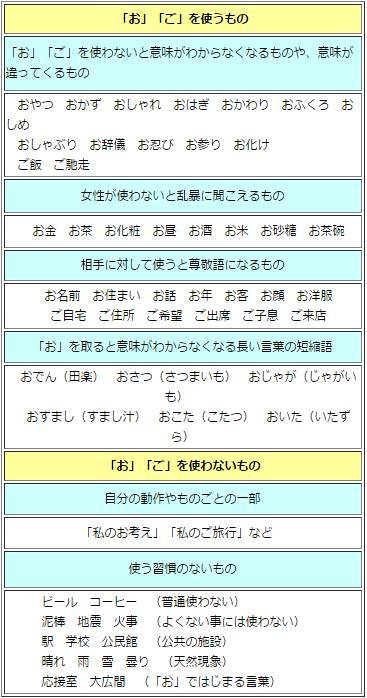 「お」「ご」を使うもの
「お」「ご」を使わないと意味がわからなくなるものや、意味が
違ってくるもの
おやつ　おかず　おしゃれ　おはぎ　おかわり　おふくろ　お
しめ
おしゃぶり　お辞儀　お忍び　お参り　お化け
ご飯　ご馳走
女性が使わないと乱暴に聞こえるもの
お金　お茶　お化粧　お昼　お酒　お米　お砂糖　お茶碗
相手に対して使うと尊敬語になるもの
お名前　お住まい　お話　お年　お客　お顔　お洋服
ご自宅　ご住所　ご希望　ご出席　ご子息　ご来店
「お」を取ると意味がわからなくなる長い言葉の短縮語
おでん（田楽）　おさつ（さつまいも）　おじゃが（じゃがい
も）
おすまし（すまし汁）　おこた（こたつ）　おいた（いたず
ら）
「お」「ご」を使わないもの
自分の動作やものごとの一部
「私のお考え」「私のご旅行」など
使う習慣のないもの
ビール　コーヒー　（普通使わない）
泥棒　地震　火事　（よくない事には使わない）
駅　学校　公民館　（公共の施設）
晴れ　雨　雪　曇り　（天然現象）
応接室　大広間　（「お」ではじまる言葉）